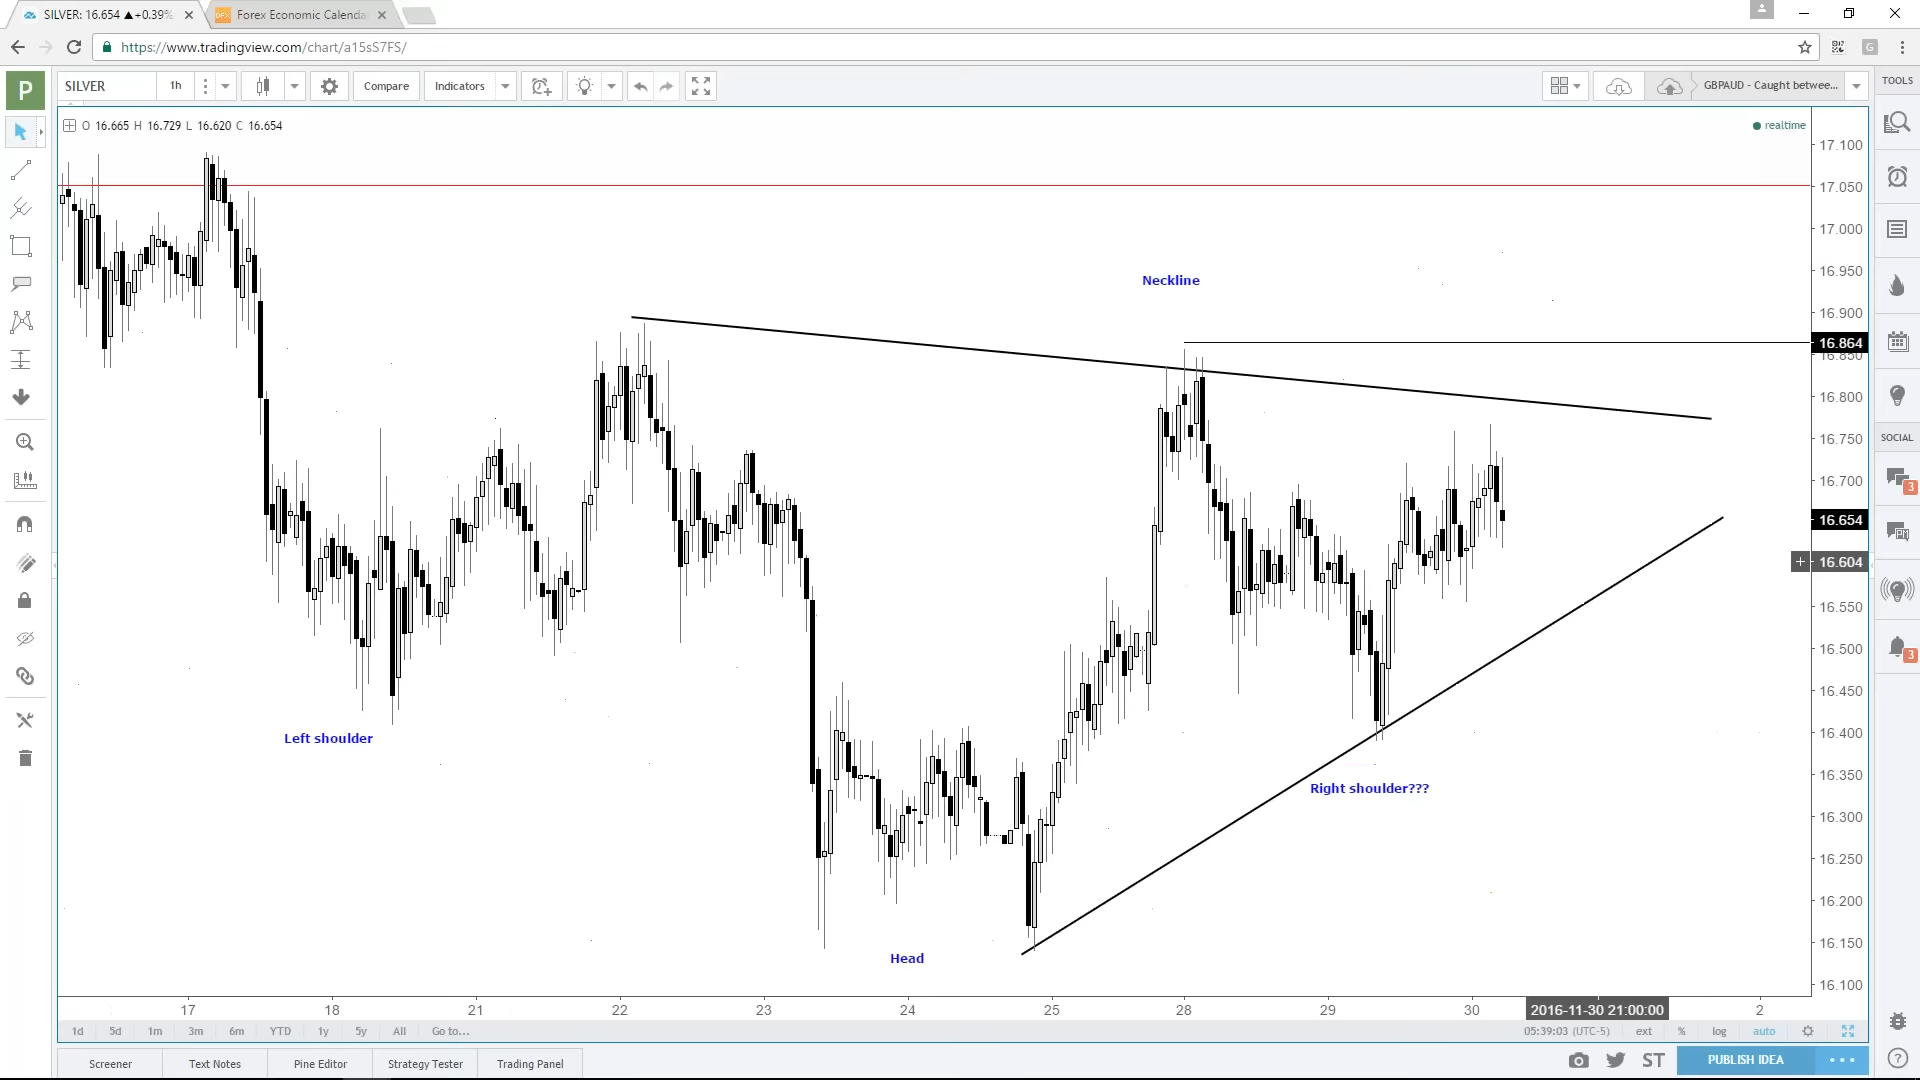 SILVER: 16.654 ▲+0.39%
Forex Economic Calenda
https://www.tradingview.com/chart/a15sS7FS/
P
SILVER
1h
Compare
Indicators
GBPAUD - Caught betwee...
TOOLS
O 16.665 H 16.729 L 16.620 C 16.654
realtime
17.100
17.050
17.000
Neckline
16.950
16.900
16.864
16.850
16.800
16.750
SOCIAL
16.700
3
16.654
16.604
16.550
16.500
3
16.450
Left shoulder
16.400
16.350
Right shoulder???
16.300
16.250
16.200
16.150
Head
16.100
17 18 21 22 23 24 25 28 29 30 2016-11-30 21:00:00 2
1d 5d 1m 3m 6m YTD 1y 5y All Go to...
05:39:03 (UTC-5) ext % log auto
Screener Text Notes Pine Editor Strategy Tester Trading Panel
ST
PUBLISH IDEA